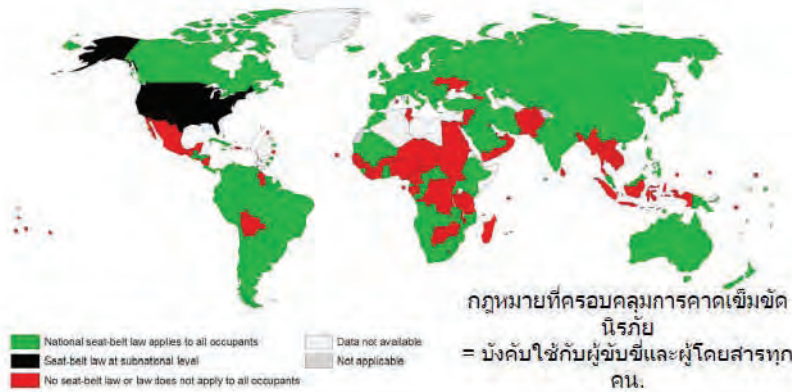 กฎหมายที่ครอบคลุมการคาดเข็มขัด
นิรภัย
= บังคับใช้กับผู้ขับขี่และผู้โดยสารทุก
คน.
National seat-belt law applies to all occupants
Seat-belt law at subnational level
No seat-belt law or law does not apply to all occupants
Data not available
Not applicable